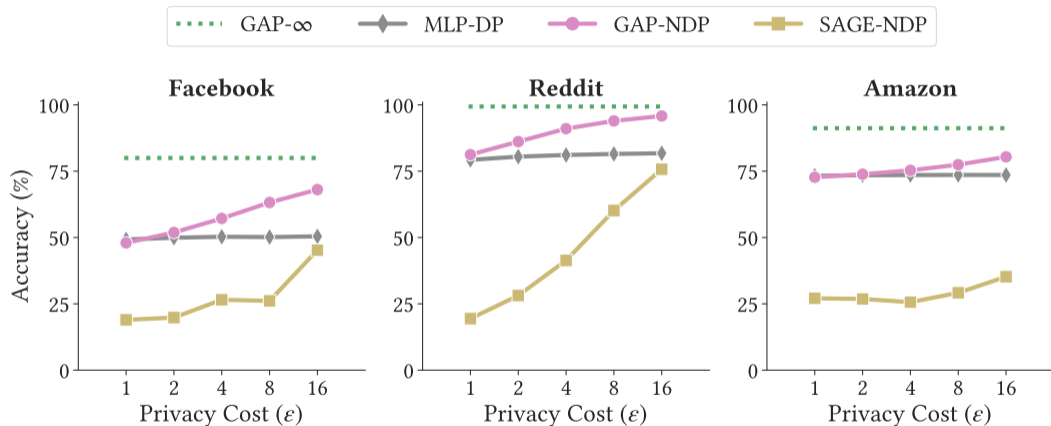 GAP-∞ MLP-DP GAP-NDP SAGE-NDP
Facebook Reddit Amazon
Accuracy (%)
100
75
50
25
0
1 2 4 8 16
Privacy Cost (ε)
100
75
50
25
0
1 2 4 8 16
Privacy Cost (ε)
100
75
50
25
0
1 2 4 8 16
Privacy Cost (ε)